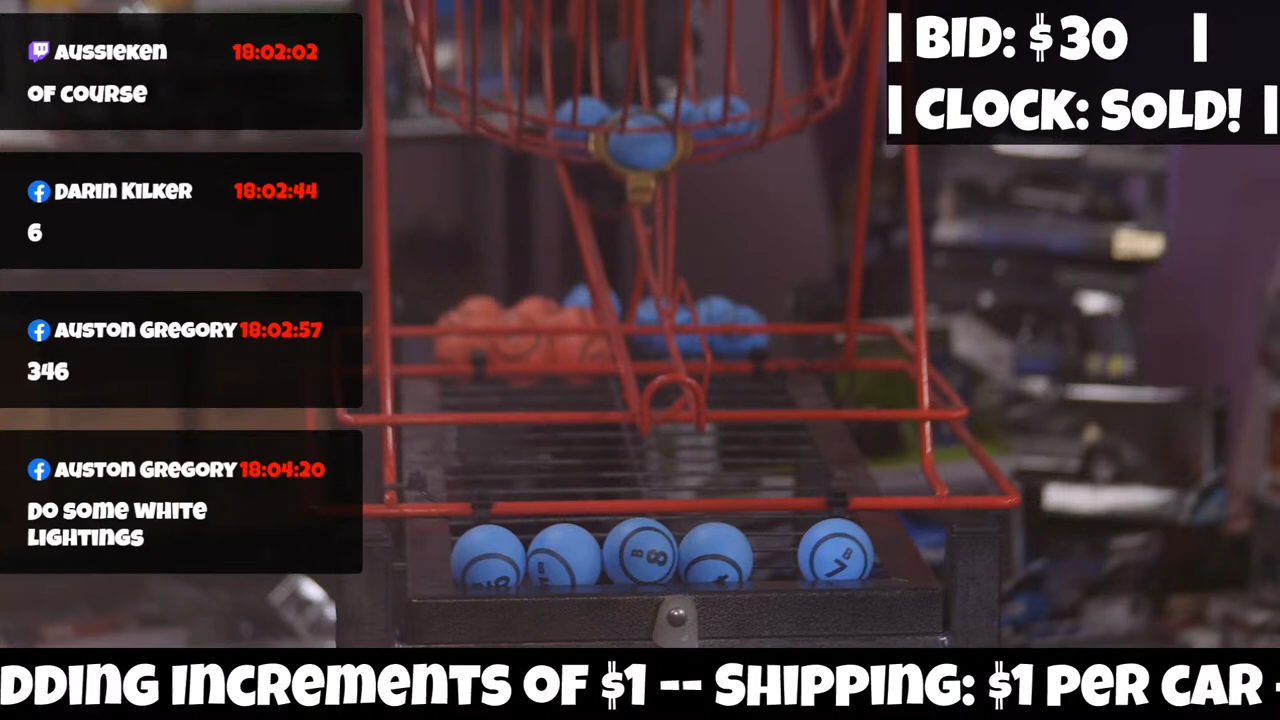 Aussieken 18:02:02
of course
Darin Kilker 18:02:44
6
Auston Gregory 18:02:57
346
Auston Gregory 18:04:20
Do some white
lightings
| BID: $30 |
| CLOCK: SOLD! |
B 8
B 7
DDING INCREMENTS OF $1 -- SHIPPING: $1 PER CAR -